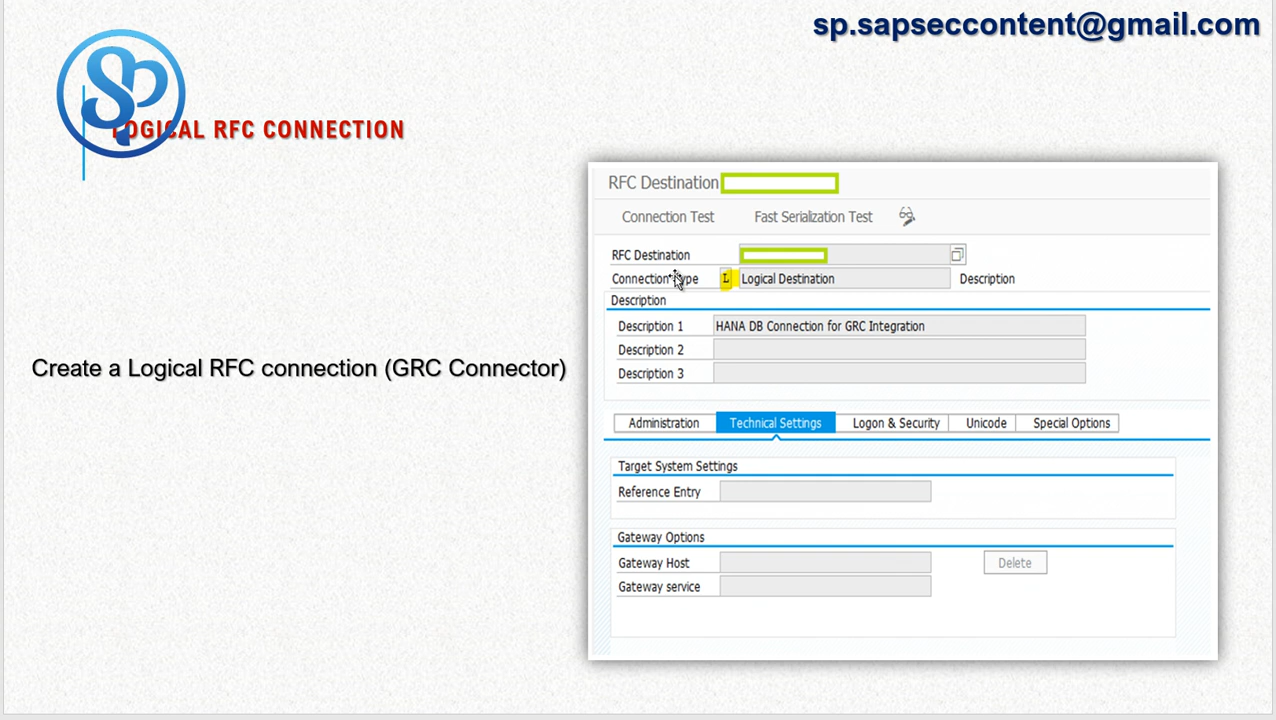 sp.sapseccontent@gmail.com
Sp
LOGICAL RFC CONNECTION
Create a Logical RFC connection (GRC Connector)
RFC Destination
Connection Test Fast Serialization Test
RFC Destination
Connection Type L Logical Destination Description
Description
Description 1 HANA DB Connection for GRC Integration
Description 2
Description 3
Administration Technical Settings Logon & Security Unicode Special Options
Target System Settings
Reference Entry
Gateway Options
Gateway Host Delete
Gateway service